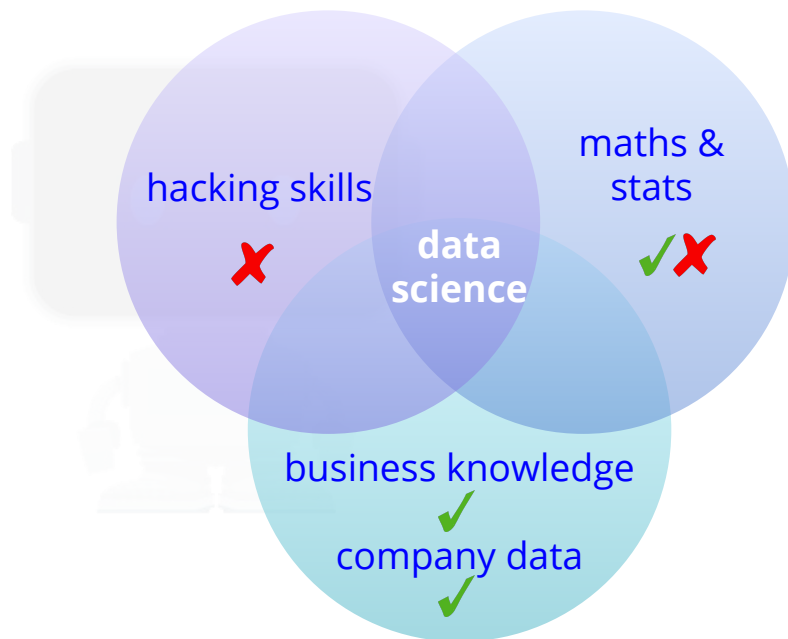 hacking skills
maths &
stats
data
science
business knowledge
company data